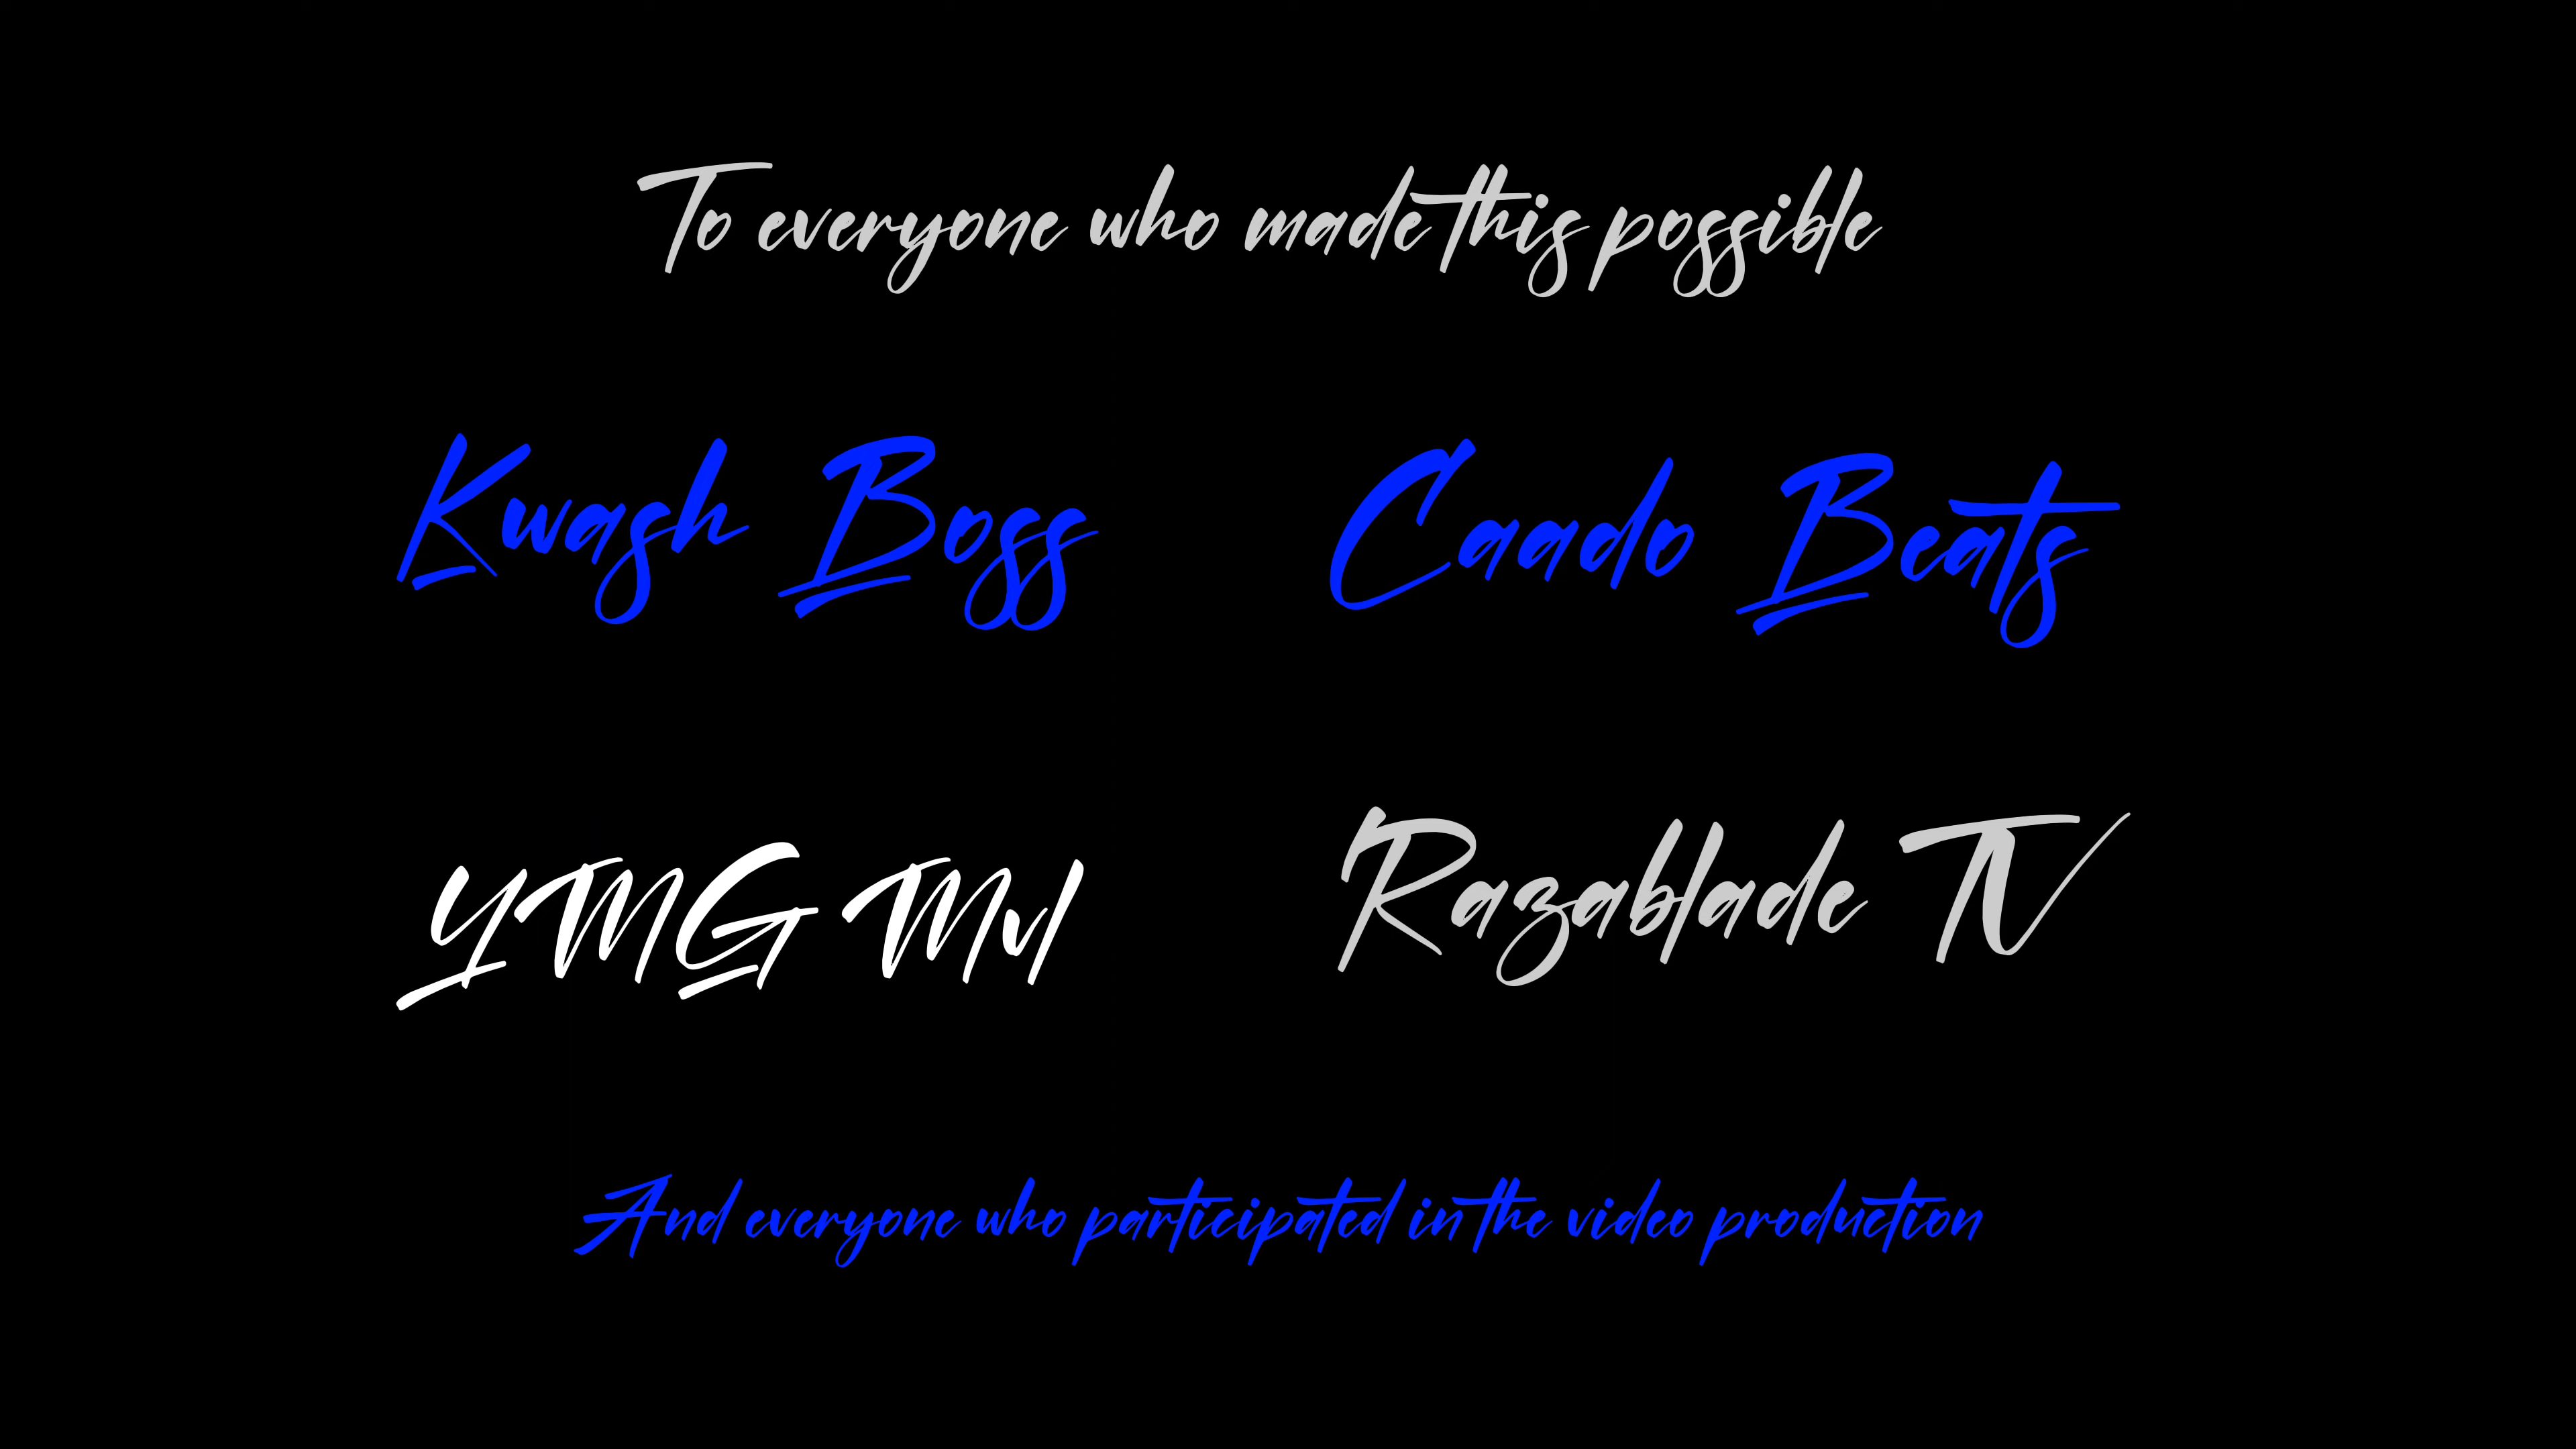 To everyone who made this possible
Kwash Boss
Caado Beats
YMG Mvl
Razablade TV
And everyone who participated in the video production